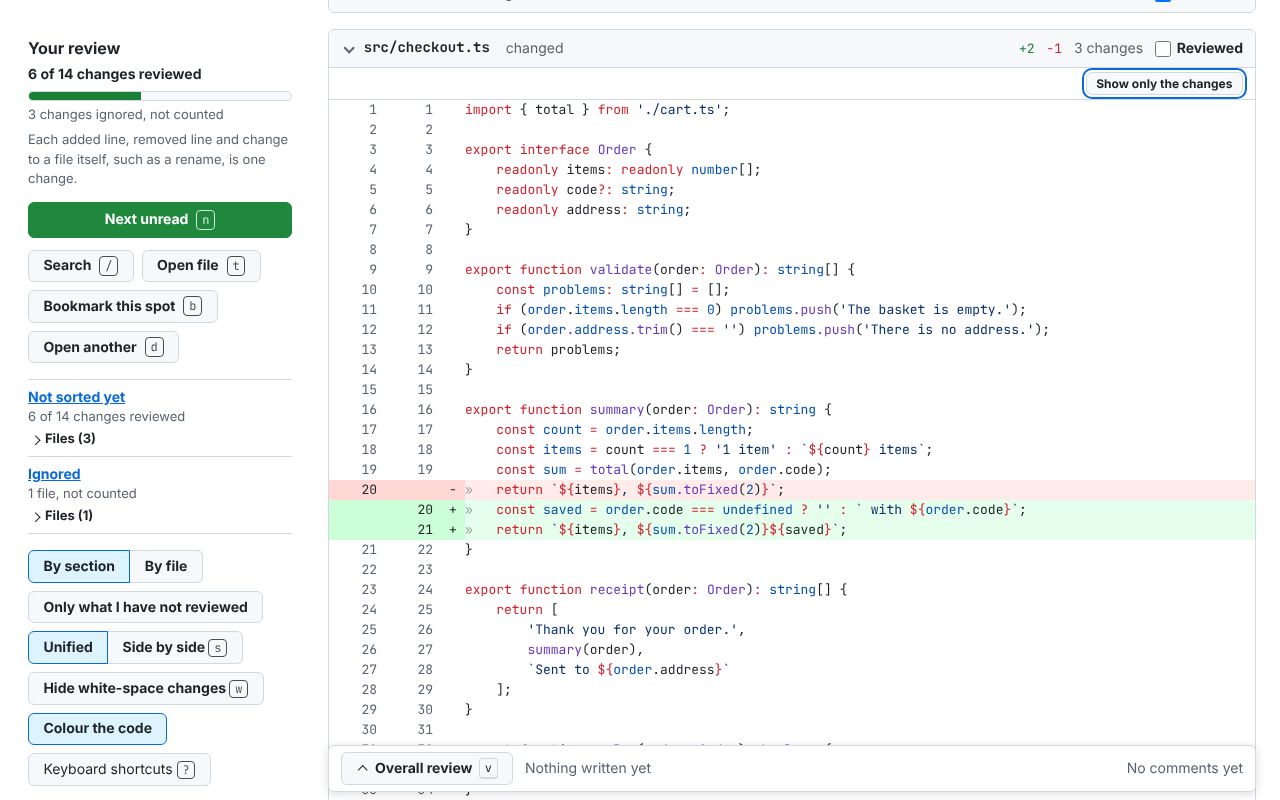 Your review
6 of 14 changes reviewed
3 changes ignored, not counted
Each added line, removed line and change
to a file itself, such as a rename, is one
change.
Next unread n
Search / Open file t
Bookmark this spot b
Open another d
Not sorted yet
6 of 14 changes reviewed
Files (3)
Ignored
1 file, not counted
Files (1)
By section By file
Only what I have not reviewed
Unified Side by side s
Hide white-space changes w
Colour the code
Keyboard shortcuts ?
src/checkout.ts changed +2 -1 3 changes Reviewed
Show only the changes
1 1 import { total } from './cart.ts';
2 2
3 3 export interface Order {
4 4 readonly items: readonly number[];
5 5 readonly code?: string;
6 6 readonly address: string;
7 7 }
8 8
9 9 export function validate(order: Order): string[] {
10 10 const problems: string[] = [];
11 11 if (order.items.length === 0) problems.push('The basket is empty.');
12 12 if (order.address.trim() === '') problems.push('There is no address.');
13 13 return problems;
14 14 }
15 15
16 16 export function summary(order: Order): string {
17 17 const count = order.items.length;
18 18 const items = count === 1 ? '1 item' : `${count} items`;
19 19 const sum = total(order.items, order.code);
20 - » return `${items}, ${sum.toFixed(2)}`;
20 + » const saved = order.code === undefined ? '' : ` with ${order.code}`;
21 + » return `${items}, ${sum.toFixed(2)}${saved}`;
21 22 }
22 23
23 24 export function receipt(order: Order): string[] {
24 25 return [
25 26 'Thank you for your order.',
26 27 summary(order),
27 28 `Sent to ${order.address}`
28 29 ];
29 30 }
30 31
Overall review v Nothing written yet No comments yet